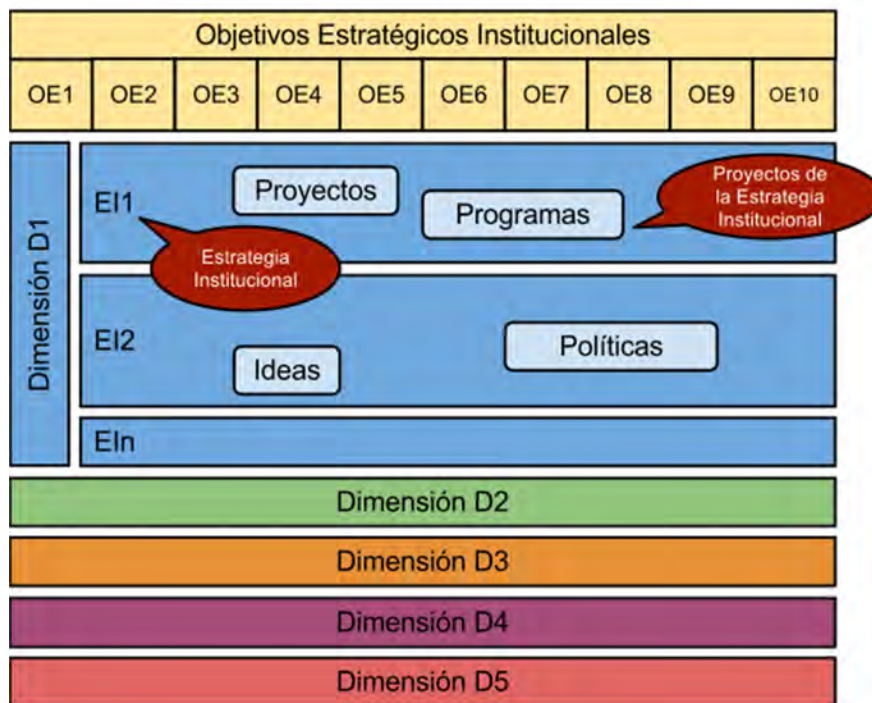 Objetivos Estratégicos Institucionales
OE1 OE2 OE3 OE4 OE5 OE6 OE7 OE8 OE9 OE10
Dimensión D1
EI1
Proyectos
Programas
Proyectos de
la Estrategia
Institucional
Estrategia
Institucional
EI2
Ideas
Políticas
EIn
Dimensión D2
Dimensión D3
Dimensión D4
Dimensión D5